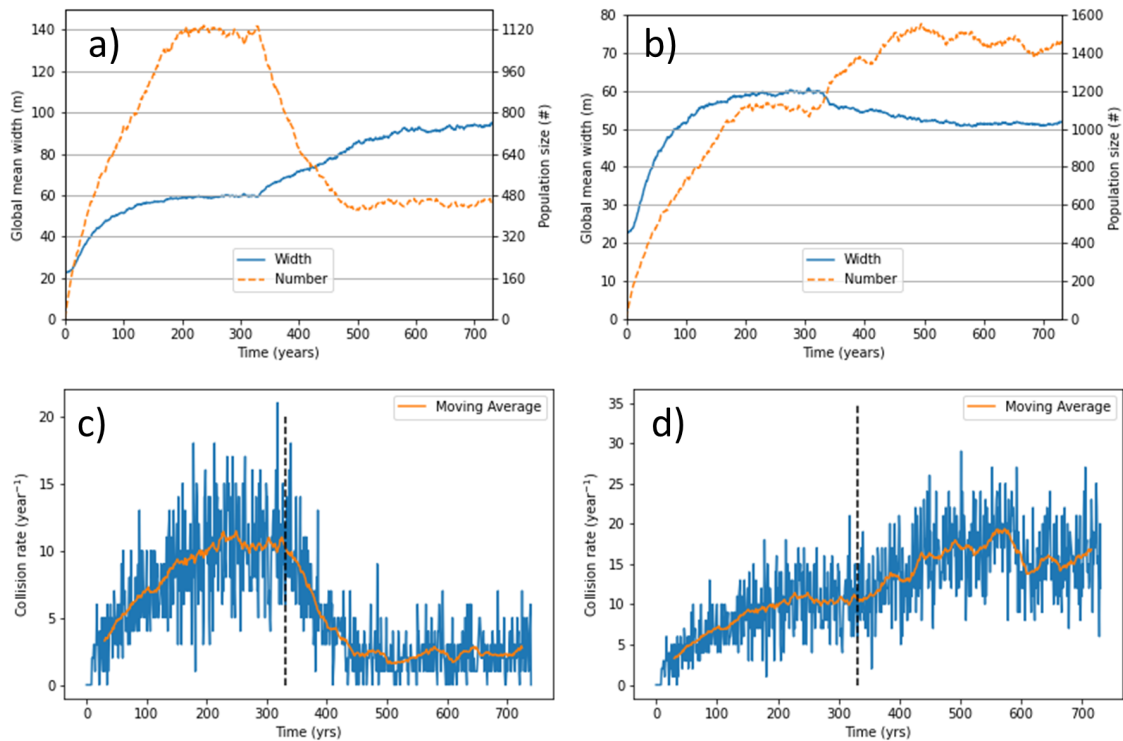 a)
140
120
100
80
60
40
20
0
Global mean width (m)
1120
960
800
640
480
320
160
0
Population size (#)
Width
Number
0 100 200 300 400 500 600 700
Time (years)
b)
80
70
60
50
40
30
20
10
0
Global mean width (m)
1600
1400
1200
1000
800
600
400
200
0
Population size (#)
Width
Number
0 100 200 300 400 500 600 700
Time (years)
c)
Moving Average
20
15
10
5
0
Collision rate (year⁻¹)
0 100 200 300 400 500 600 700
Time (yrs)
d)
Moving Average
35
30
25
20
15
10
5
0
Collision rate (year⁻¹)
0 100 200 300 400 500 600 700
Time (yrs)